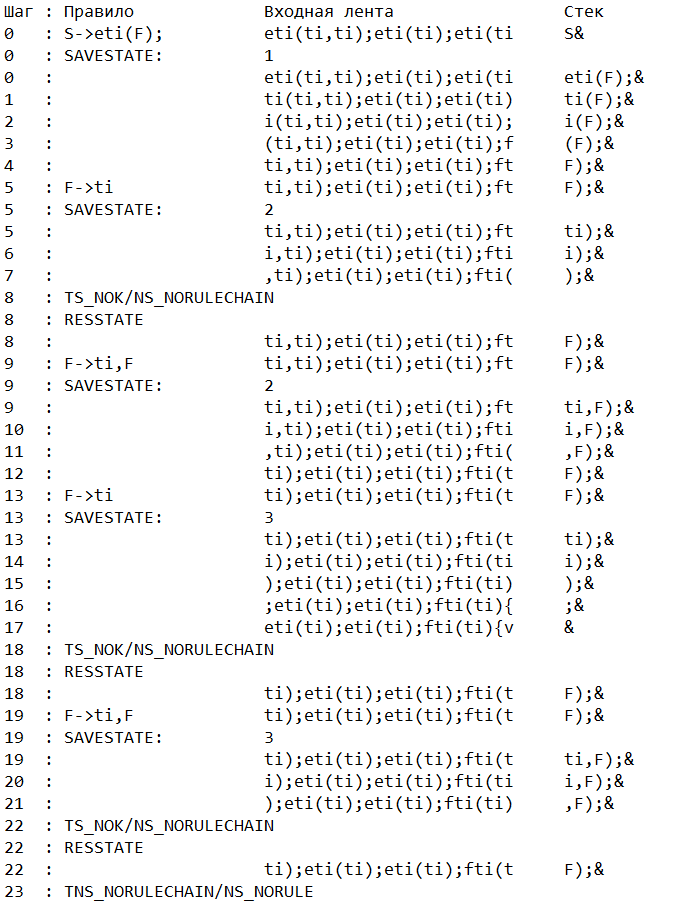 Шаг : Правило Входная лента Стек
0 : S->eti(F); eti(ti,ti);eti(ti);eti(ti S&
0 : SAVESTATE: 1
0 : eti(ti,ti);eti(ti);eti(ti eti(F);&
1 : ti(ti,ti);eti(ti);eti(ti) ti(F);&
2 : i(ti,ti);eti(ti);eti(ti); i(F);&
3 : (ti,ti);eti(ti);eti(ti);f (F);&
4 : ti,ti);eti(ti);eti(ti);ft F);&
5 : F->ti ti,ti);eti(ti);eti(ti);ft F);&
5 : SAVESTATE: 2
5 : ti,ti);eti(ti);eti(ti);ft ti);&
6 : i,ti);eti(ti);eti(ti);fti i);&
7 : ,ti);eti(ti);eti(ti);fti( );&
8 : TS_NOK/NS_NORULECHAIN
8 : RESSTATE
8 : ti,ti);eti(ti);eti(ti);ft F);&
9 : F->ti,F ti,ti);eti(ti);eti(ti);ft F);&
9 : SAVESTATE: 2
9 : ti,ti);eti(ti);eti(ti);ft ti,F);&
10 : i,ti);eti(ti);eti(ti);fti i,F);&
11 : ,ti);eti(ti);eti(ti);fti( ,F);&
12 : ti);eti(ti);eti(ti);fti(t F);&
13 : F->ti ti);eti(ti);eti(ti);fti(t F);&
13 : SAVESTATE: 3
13 : ti);eti(ti);eti(ti);fti(t ti);&
14 : i);eti(ti);eti(ti);fti(ti i);&
15 : );eti(ti);eti(ti);fti(ti) );&
16 : ;eti(ti);eti(ti);fti(ti){ ;&
17 : eti(ti);eti(ti);fti(ti){v &
18 : TS_NOK/NS_NORULECHAIN
18 : RESSTATE
18 : ti);eti(ti);eti(ti);fti(t F);&
19 : F->ti,F ti);eti(ti);eti(ti);fti(t F);&
19 : SAVESTATE: 3
19 : ti);eti(ti);eti(ti);fti(t ti,F);&
20 : i);eti(ti);eti(ti);fti(ti i,F);&
21 : );eti(ti);eti(ti);fti(ti) ,F);&
22 : TS_NOK/NS_NORULECHAIN
22 : RESSTATE
22 : ti);eti(ti);eti(ti);fti(t F);&
23 : TNS_NORULECHAIN/NS_NORULE